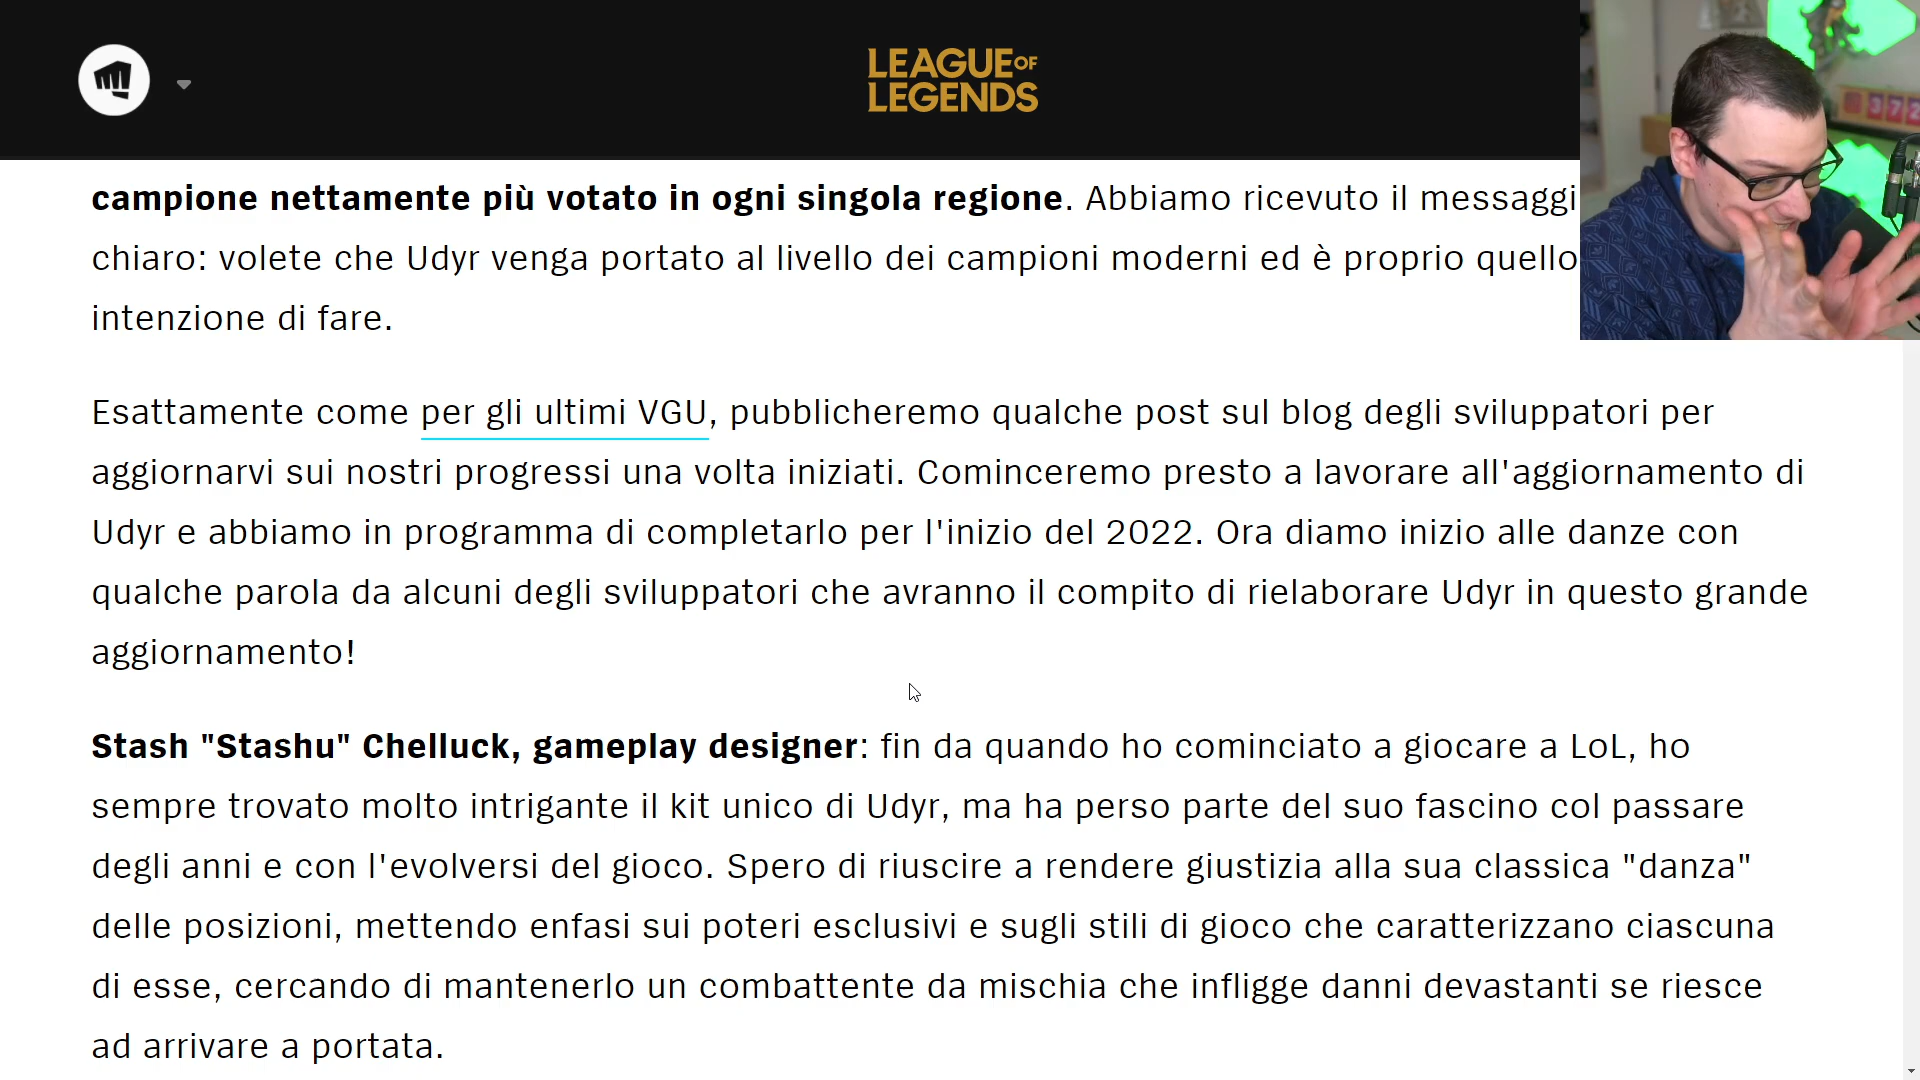 LEAGUE OF
LEGENDS
372
campione nettamente più votato in ogni singola regione. Abbiamo ricevuto il messaggi
chiaro: volete che Udyr venga portato al livello dei campioni moderni ed è proprio quello
intenzione di fare.
Esattamente come per gli ultimi VGU, pubblicheremo qualche post sul blog degli sviluppatori per
aggiornarvi sui nostri progressi una volta iniziati. Cominceremo presto a lavorare all'aggiornamento di
Udyr e abbiamo in programma di completarlo per l'inizio del 2022. Ora diamo inizio alle danze con
qualche parola da alcuni degli sviluppatori che avranno il compito di rielaborare Udyr in questo grande
aggiornamento!
Stash "Stashu" Chelluck, gameplay designer: fin da quando ho cominciato a giocare a LoL, ho
sempre trovato molto intrigante il kit unico di Udyr, ma ha perso parte del suo fascino col passare
degli anni e con l'evolversi del gioco. Spero di riuscire a rendere giustizia alla sua classica "danza"
delle posizioni, mettendo enfasi sui poteri esclusivi e sugli stili di gioco che caratterizzano ciascuna
di esse, cercando di mantenerlo un combattente da mischia che infligge danni devastanti se riesce
ad arrivare a portata.